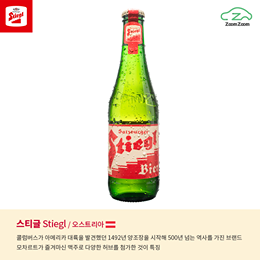 Stiegl
Zoom Zoom
Stiegl
Bier
스티글 Stiegl / 오스트리아
콜럼버스가 아메리카 대륙을 발견했던 1492년 양조장을 시작해 500년 넘는 역사를 가진 브랜드
모차르트가 즐겨마신 맥주로 다양한 허브를 첨가한 것이 특징